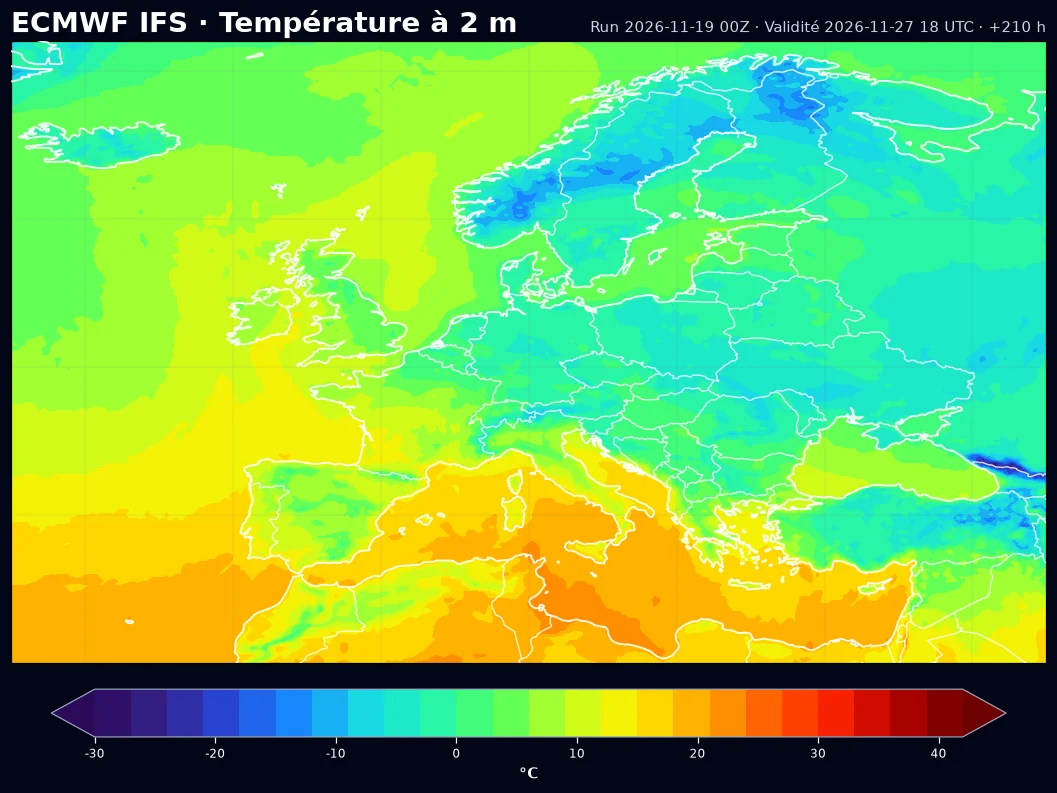 ECMWF IFS · Température à 2 m
Run 2026-11-19 00Z · Validité 2026-11-27 18 UTC · +210 h
-30 -20 -10 0 10 20 30 40
°C